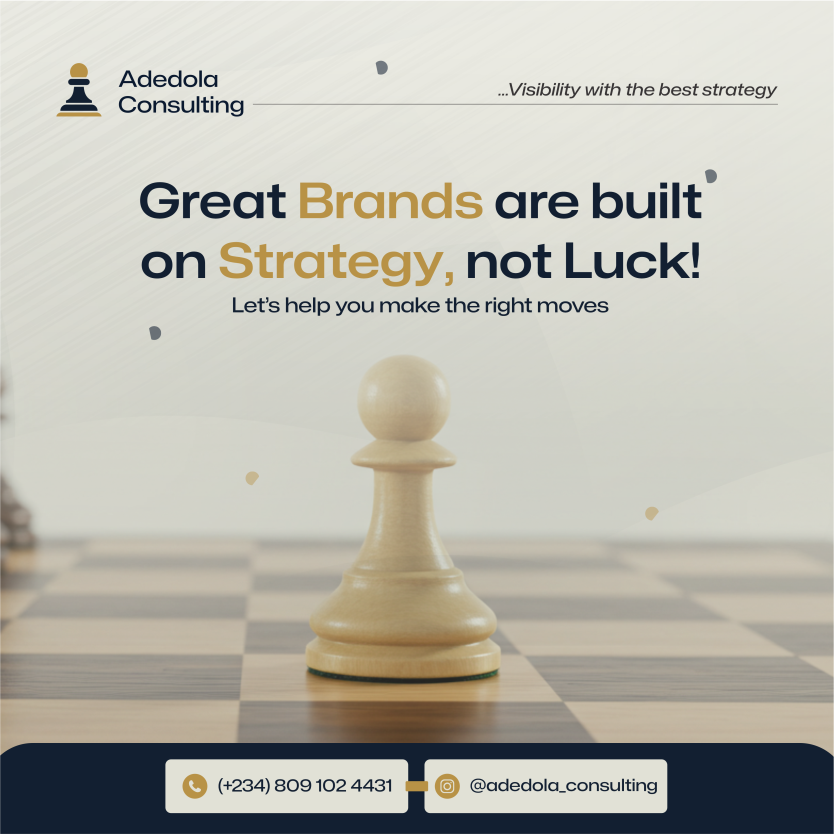 Adedola
Consulting
...Visibility with the best strategy
Great Brands are built
on Strategy, not Luck!
Let's help you make the right moves
(+234) 809 102 4431
@adedola_consulting